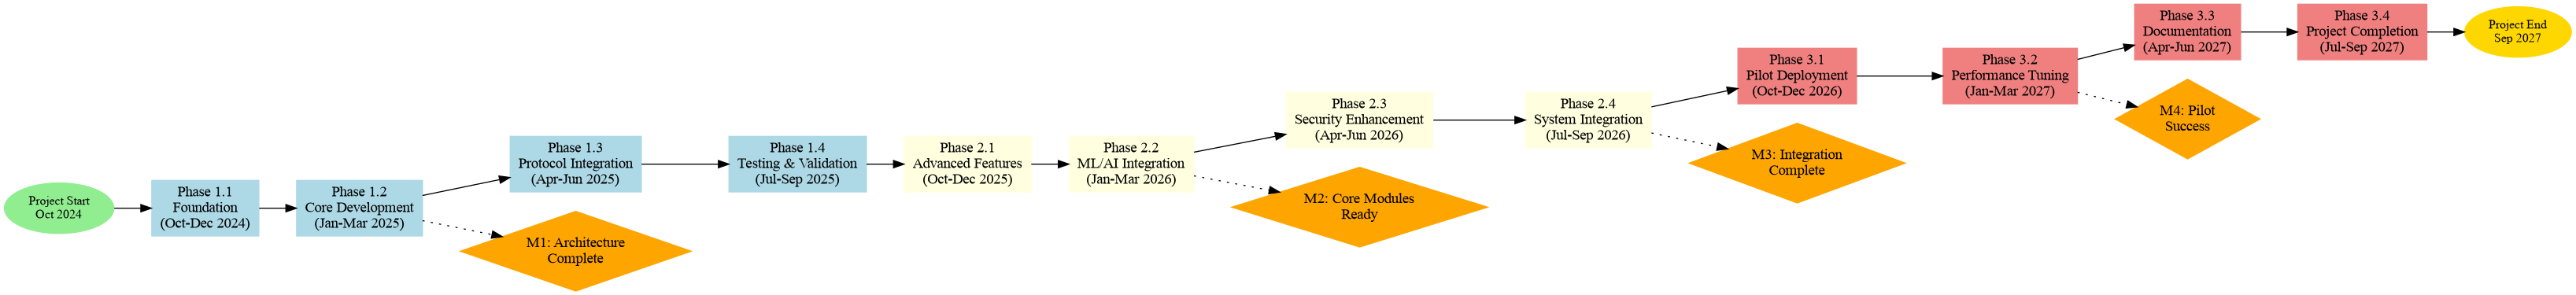 Project Start
Oct 2024
Phase 1.1
Foundation
(Oct-Dec 2024)
Phase 1.2
Core Development
(Jan-Mar 2025)
Phase 1.3
Protocol Integration
(Apr-Jun 2025)
M1: Architecture
Complete
Phase 1.4
Testing & Validation
(Jul-Sep 2025)
Phase 2.1
Advanced Features
(Oct-Dec 2025)
Phase 2.2
ML/AI Integration
(Jan-Mar 2026)
Phase 2.3
Security Enhancement
(Apr-Jun 2026)
M2: Core Modules
Ready
Phase 2.4
System Integration
(Jul-Sep 2026)
Phase 3.1
Pilot Deployment
(Oct-Dec 2026)
M3: Integration
Complete
Phase 3.2
Performance Tuning
(Jan-Mar 2027)
Phase 3.3
Documentation
(Apr-Jun 2027)
M4: Pilot
Success
Phase 3.4
Project Completion
(Jul-Sep 2027)
Project End
Sep 2027